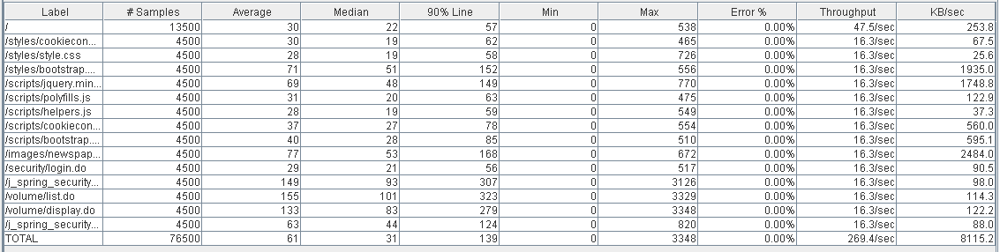 Label # Samples Average Median 90% Line Min Max Error % Throughput KB/sec
/ 13500 30 22 57 0 538 0.00% 47.5/sec 253.8
/styles/cookiecon... 4500 30 19 62 0 465 0.00% 16.3/sec 67.5
/styles/style.css 4500 28 19 58 0 726 0.00% 16.3/sec 25.6
/styles/bootstrap.... 4500 71 51 152 0 556 0.00% 16.3/sec 1935.0
/scripts/jquery.min... 4500 69 48 149 0 770 0.00% 16.3/sec 1748.8
/scripts/polyfills.js 4500 31 20 63 0 475 0.00% 16.3/sec 122.9
/scripts/helpers.js 4500 28 19 59 0 549 0.00% 16.3/sec 37.3
/scripts/cookiecon... 4500 37 27 78 0 554 0.00% 16.3/sec 560.0
/scripts/bootstrap.... 4500 40 28 85 0 510 0.00% 16.3/sec 595.1
/images/newspap... 4500 77 53 168 0 672 0.00% 16.3/sec 2484.0
/security/login.do 4500 29 21 56 0 517 0.00% 16.3/sec 90.5
/j_spring_security... 4500 149 93 307 0 3126 0.00% 16.3/sec 98.0
/volume/list.do 4500 155 101 323 0 3329 0.00% 16.3/sec 114.3
/volume/display.do 4500 133 83 279 0 3348 0.00% 16.3/sec 122.2
/j_spring_security... 4500 63 44 124 0 820 0.00% 16.3/sec 88.0
TOTAL 76500 61 31 139 0 3348 0.00% 269.4/sec 8115.2